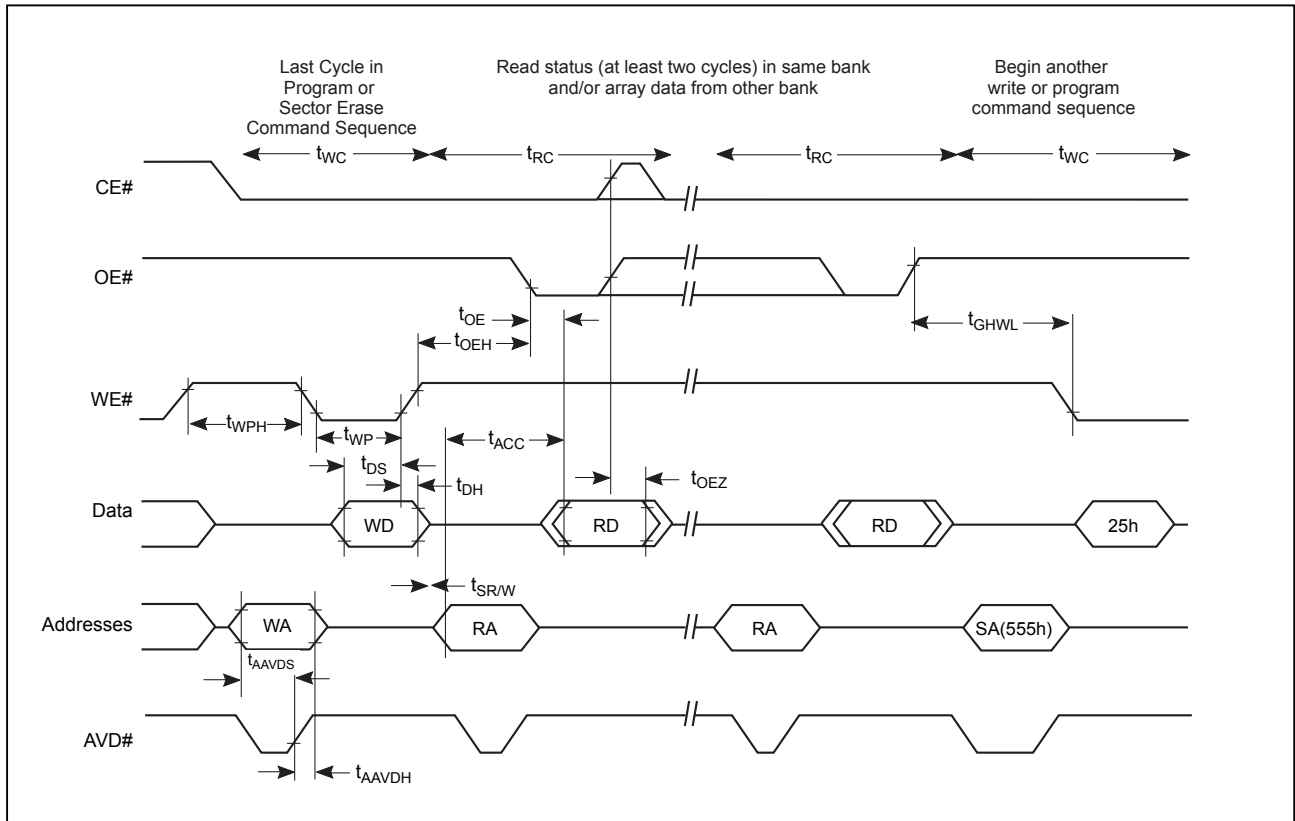 Last Cycle in
Program or
Sector Erase
Command Sequence
Read status (at least two cycles) in same bank
and/or array data from other bank
Begin another
write or program
command sequence
tWC
tRC
tRC
tWC
CE#
OE#
tOE
tOEH
tGHWL
WE#
tWPH
tWP
tACC
tDS
tDH
tOEZ
Data
WD
RD
RD
25h
tSR/W
Addresses
WA
RA
RA
SA(555h)
tAAVDS
AVD#
tAAVDH